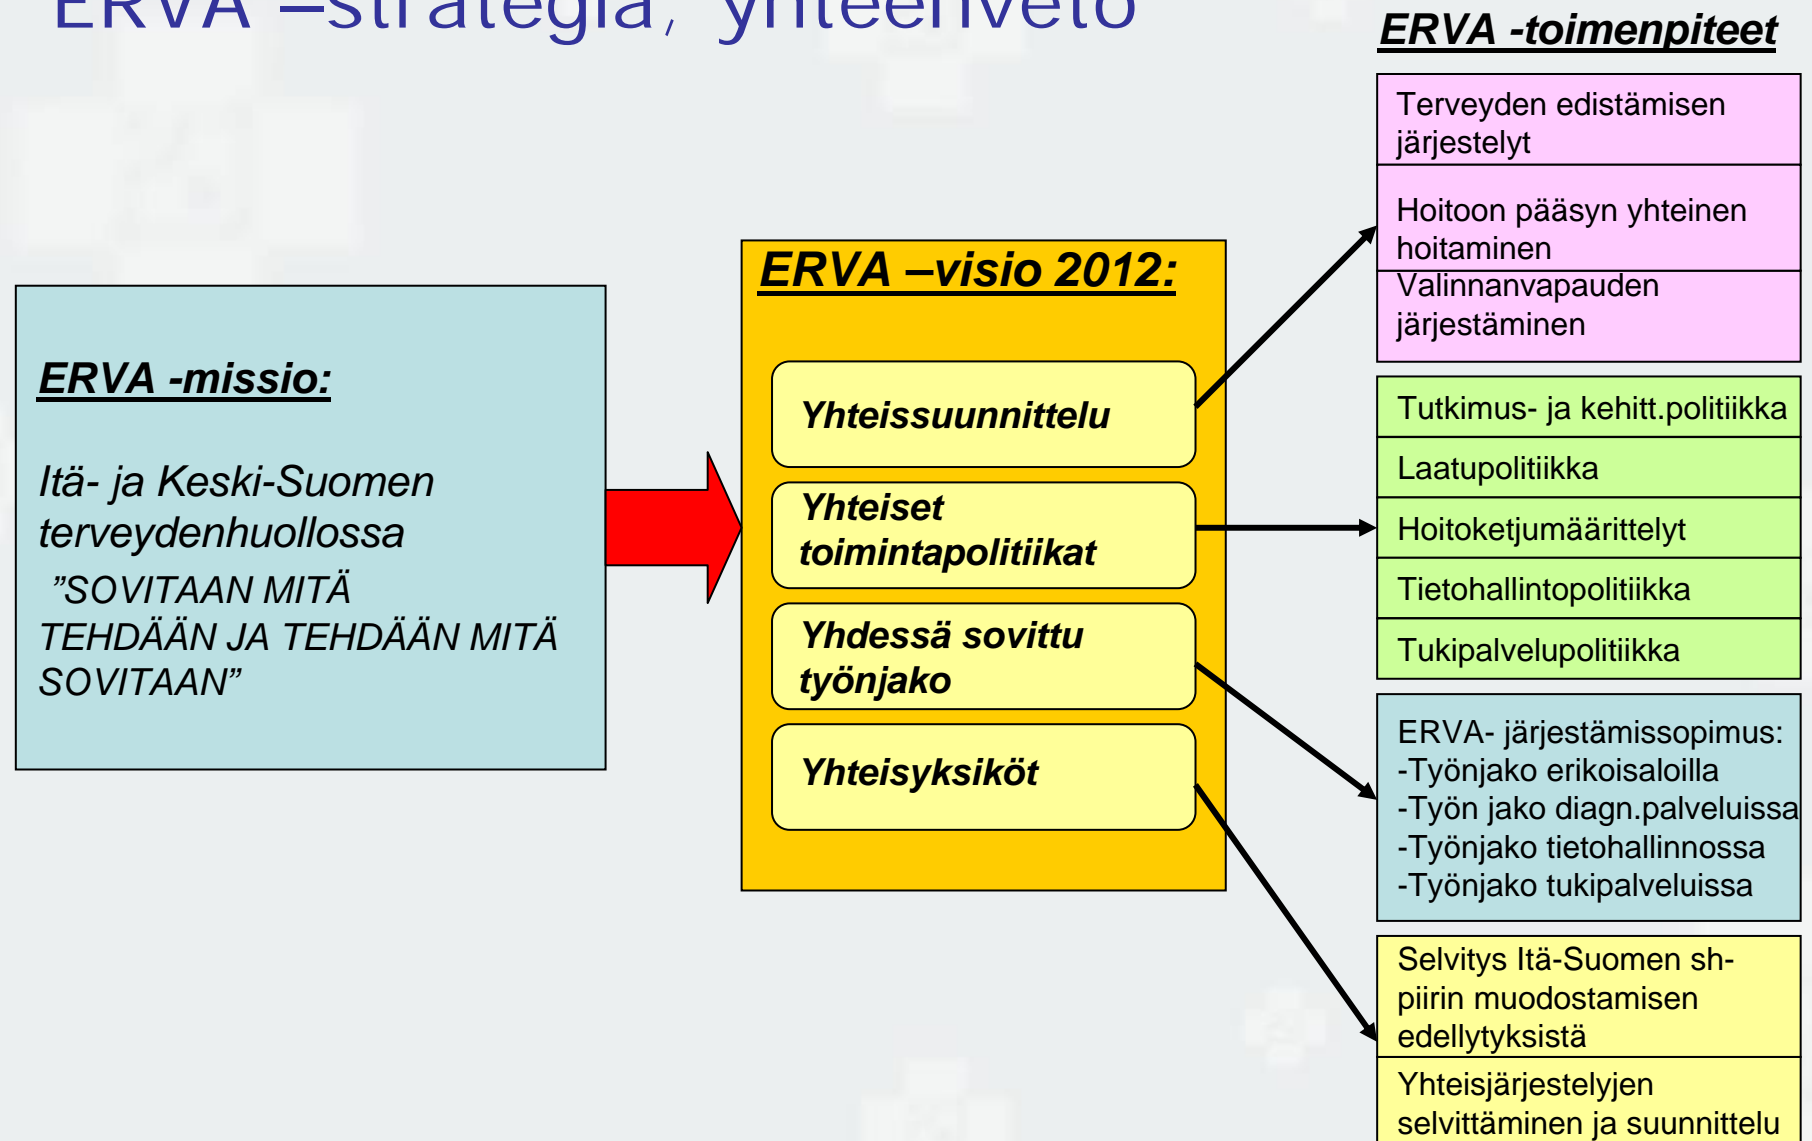 ERVA –strategia, yhteenveto
ERVA -missio:
Itä- ja Keski-Suomen
terveydenhuollossa
”SOVITAAN MITÄ
TEHDÄÄN JA TEHDÄÄN MITÄ
SOVITAAN”
ERVA –visio 2012:
Yhteissuunnittelu
Yhteiset
toimintapolitiikat
Yhdessä sovittu
työnjako
Yhteisyksiköt
ERVA -toimenpiteet
Terveyden edistämisen
järjestelyt
Hoitoon pääsyn yhteinen
hoitaminen
Valinnanvapauden
järjestäminen
Tutkimus- ja kehitt.politiikka
Laatupolitiikka
Hoitoketjumäärittelyt
Tietohallintopolitiikka
Tukipalvelupolitiikka
ERVA- järjestämissopimus:
-Työnjako erikoisaloilla
-Työn jako diagn.palveluissa
-Työnjako tietohallinnossa
-Työnjako tukipalveluissa
Selvitys Itä-Suomen sh-
piirin muodostamisen
edellytyksistä
Yhteisjärjestelyjen
selvittäminen ja suunnittelu